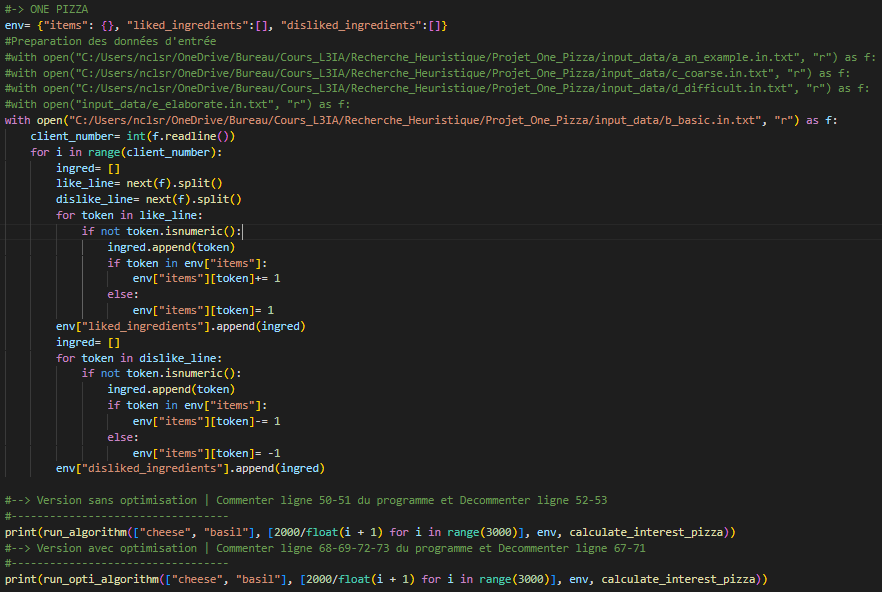 #-> ONE PIZZA
env= {"items": {}, "liked_ingredients":[], "disliked_ingredients":[]}
#Preparation des données d'entrée
#with open("C:/Users/nclsr/OneDrive/Bureau/Cours_L3IA/Recherche_Heuristique/Projet_One_Pizza/input_data/a_an_example.in.txt", "r") as f:
#with open("C:/Users/nclsr/OneDrive/Bureau/Cours_L3IA/Recherche_Heuristique/Projet_One_Pizza/input_data/c_coarse.in.txt", "r") as f:
#with open("C:/Users/nclsr/OneDrive/Bureau/Cours_L3IA/Recherche_Heuristique/Projet_One_Pizza/input_data/d_difficult.in.txt", "r") as f:
#with open("input_data/e_elaborate.in.txt", "r") as f:
with open("C:/Users/nclsr/OneDrive/Bureau/Cours_L3IA/Recherche_Heuristique/Projet_One_Pizza/input_data/b_basic.in.txt", "r") as f:
    client_number= int(f.readline())
    for i in range(client_number):
        ingred= []
        like_line= next(f).split()
        dislike_line= next(f).split()
        for token in like_line:
            if not token.isnumeric():
                ingred.append(token)
                if token in env["items"]:
                    env["items"][token]+= 1
                else:
                    env["items"][token]= 1
        env["liked_ingredients"].append(ingred)
        ingred= []
        for token in dislike_line:
            if not token.isnumeric():
                ingred.append(token)
                if token in env["items"]:
                    env["items"][token]-= 1
                else:
                    env["items"][token]= -1
        env["disliked_ingredients"].append(ingred)
#--> Version sans optimisation | Commenter ligne 50-51 du programme et Decommenter ligne 52-53
#----------------------------------
print(run_algorithm(["cheese", "basil"], [2000/float(i + 1) for i in range(3000)], env, calculate_interest_pizza))
#--> Version avec optimisation | Commenter ligne 68-69-72-73 du programme et Decommenter ligne 67-71
#----------------------------------
print(run_opti_algorithm(["cheese", "basil"], [2000/float(i + 1) for i in range(3000)], env, calculate_interest_pizza))